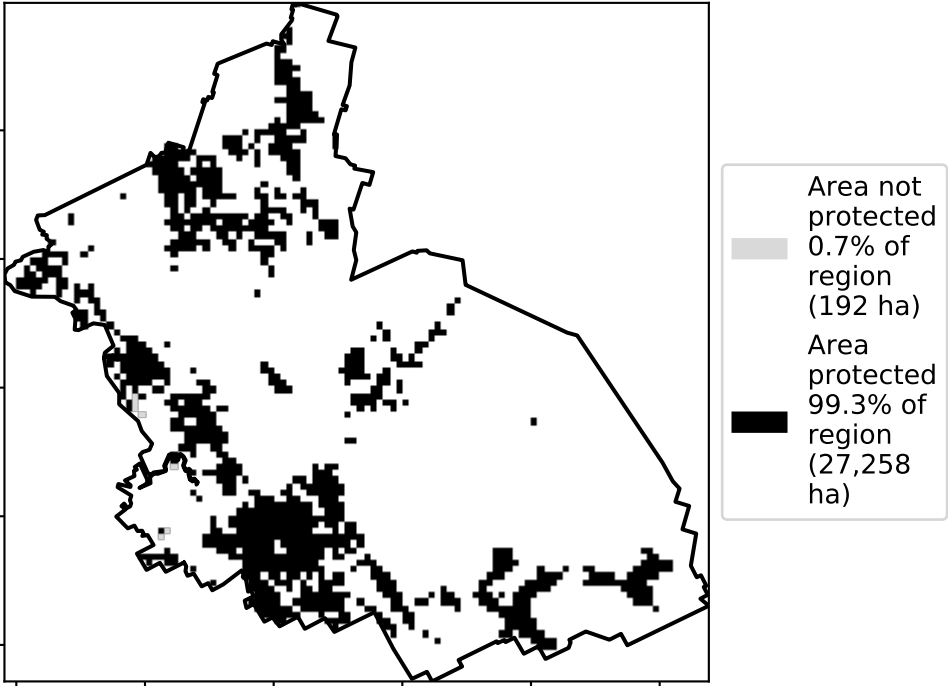 Area not
protected
0.7% of
region
(192 ha)
Area
protected
99.3% of
region
(27,258
ha)